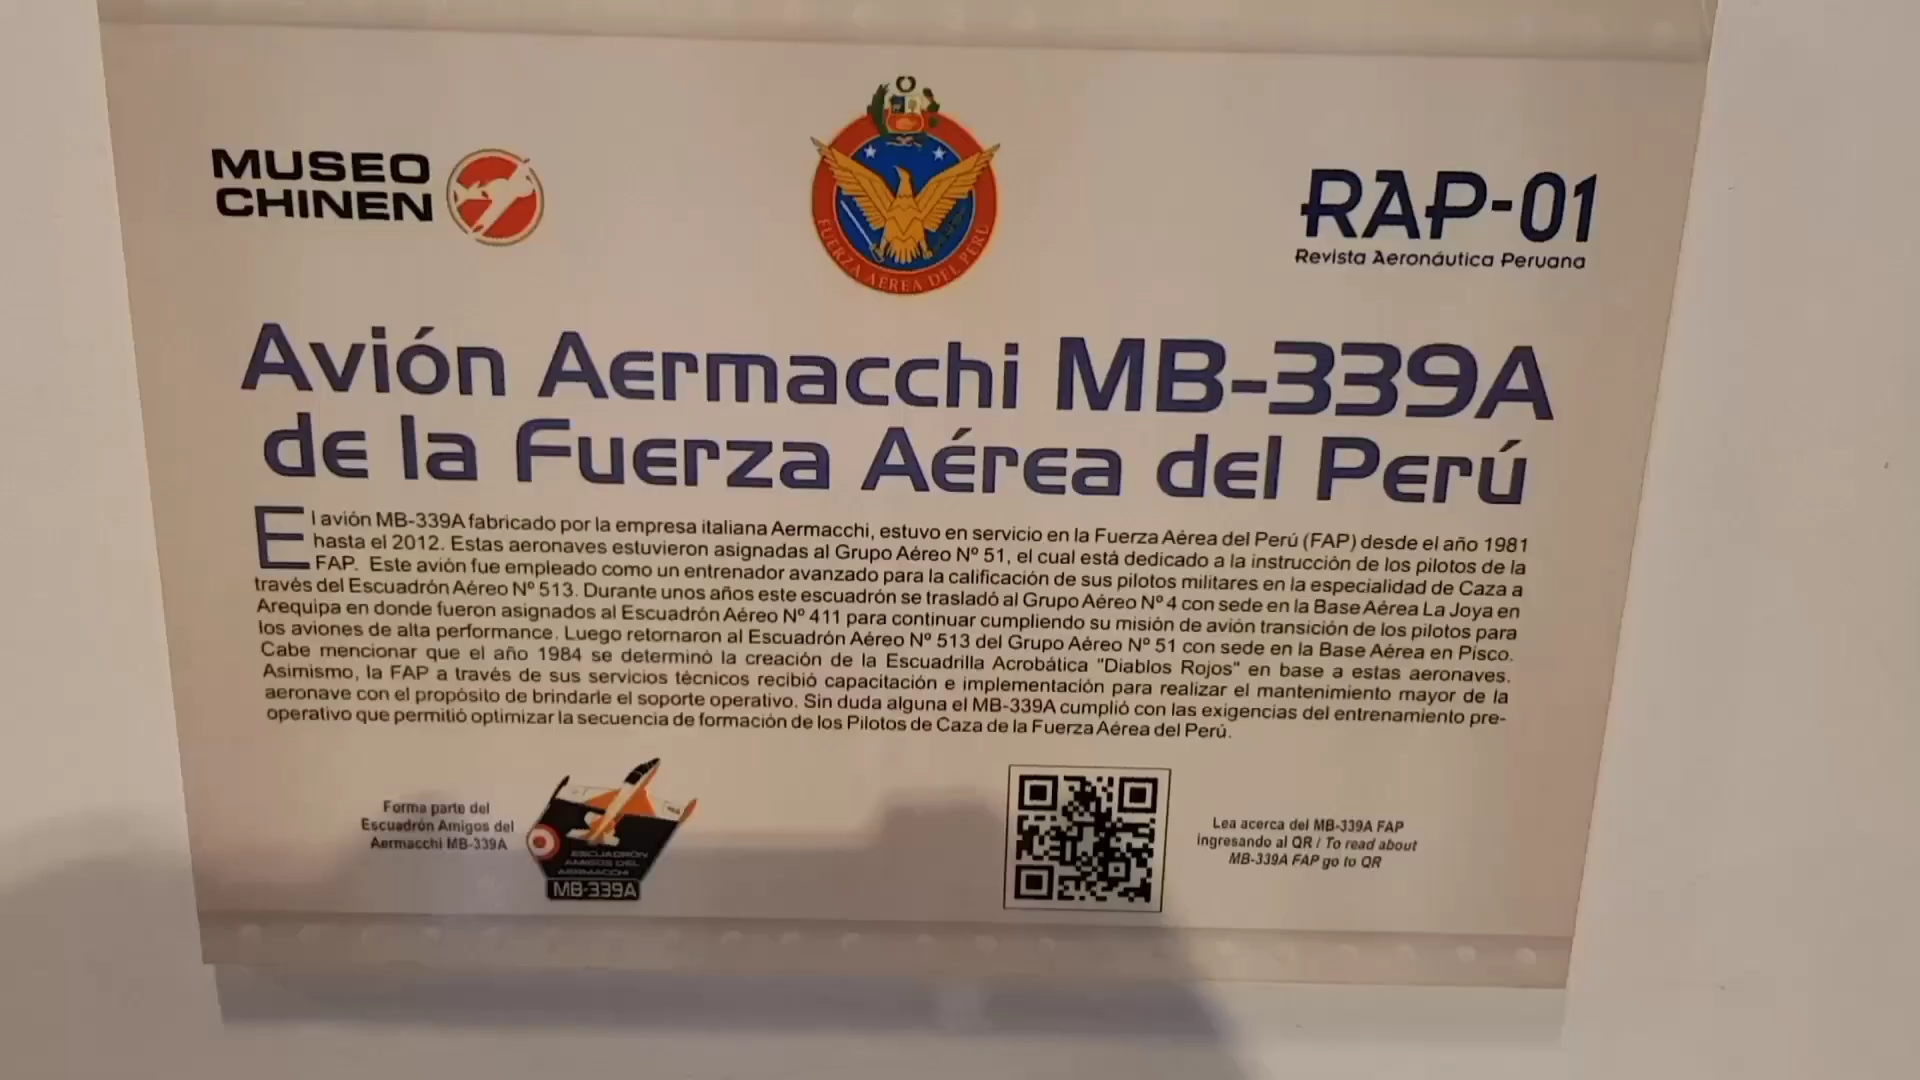 MUSEO
CHINEN
FUERZA AÉREA DEL PERÚ
RAP-01
Revista Aeronáutica Peruana
Avión Aermacchi MB-339A
de la Fuerza Aérea del Perú
El avión MB-339A fabricado por la empresa italiana Aermacchi, estuvo en servicio en la Fuerza Aérea del Perú (FAP) desde el año 1981
hasta el 2012. Estas aeronaves estuvieron asignadas al Grupo Aéreo Nº 51, el cual está dedicado a la instrucción de los pilotos de la
FAP. Este avión fue empleado como un entrenador avanzado para la calificación de sus pilotos militares en la especialidad de Caza a
través del Escuadrón Aéreo Nº 513. Durante unos años este escuadrón se trasladó al Grupo Aéreo Nº 4 con sede en la Base Aérea La Joya en
Arequipa en donde fueron asignados al Escuadrón Aéreo Nº 411 para continuar cumpliendo su misión de avión transición de los pilotos para
los aviones de alta performance. Luego retornaron al Escuadrón Aéreo Nº 513 del Grupo Aéreo Nº 51 con sede en la Base Aérea en Pisco.
Cabe mencionar que el año 1984 se determinó la creación de la Escuadrilla Acrobática "Diablos Rojos" en base a estas aeronaves.
Asimismo, la FAP a través de sus servicios técnicos recibió capacitación e implementación para realizar el mantenimiento mayor de la
aeronave con el propósito de brindarle el soporte operativo. Sin duda alguna el MB-339A cumplió con las exigencias del entrenamiento pre-
operativo que permitió optimizar la secuencia de formación de los Pilotos de Caza de la Fuerza Aérea del Perú.
Forma parte del
Escuadrón Amigos del
Aermacchi MB-339A
ESCUADRÓN
AMIGOS DEL
AERMACCHI
MB-339A
Lea acerca del MB-339A FAP
ingresando al QR / To read about
MB-339A FAP go to QR